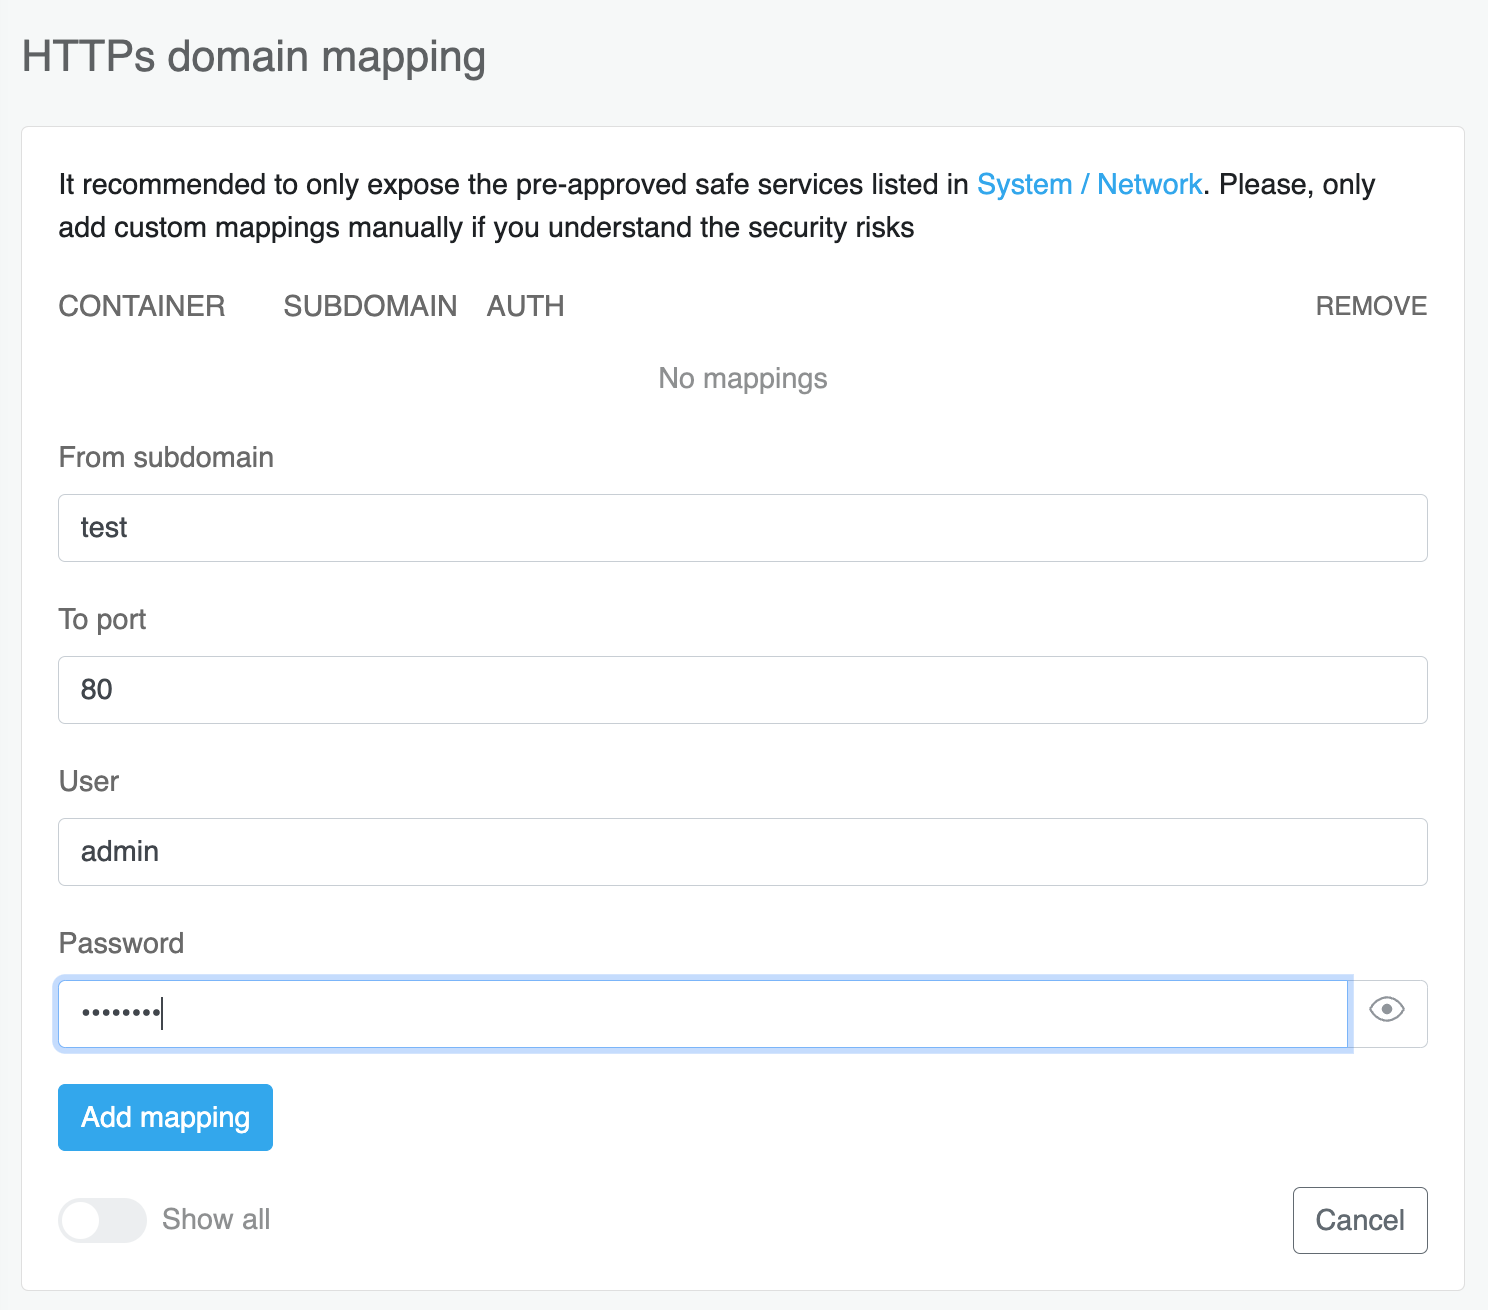 HTTPs domain mapping
It recommended to only expose the pre-approved safe services listed in System / Network. Please, only
add custom mappings manually if you understand the security risks
CONTAINER SUBDOMAIN AUTH REMOVE
No mappings
From subdomain
test
To port
80
User
admin
Password
••••••••
Add mapping
Show all Cancel